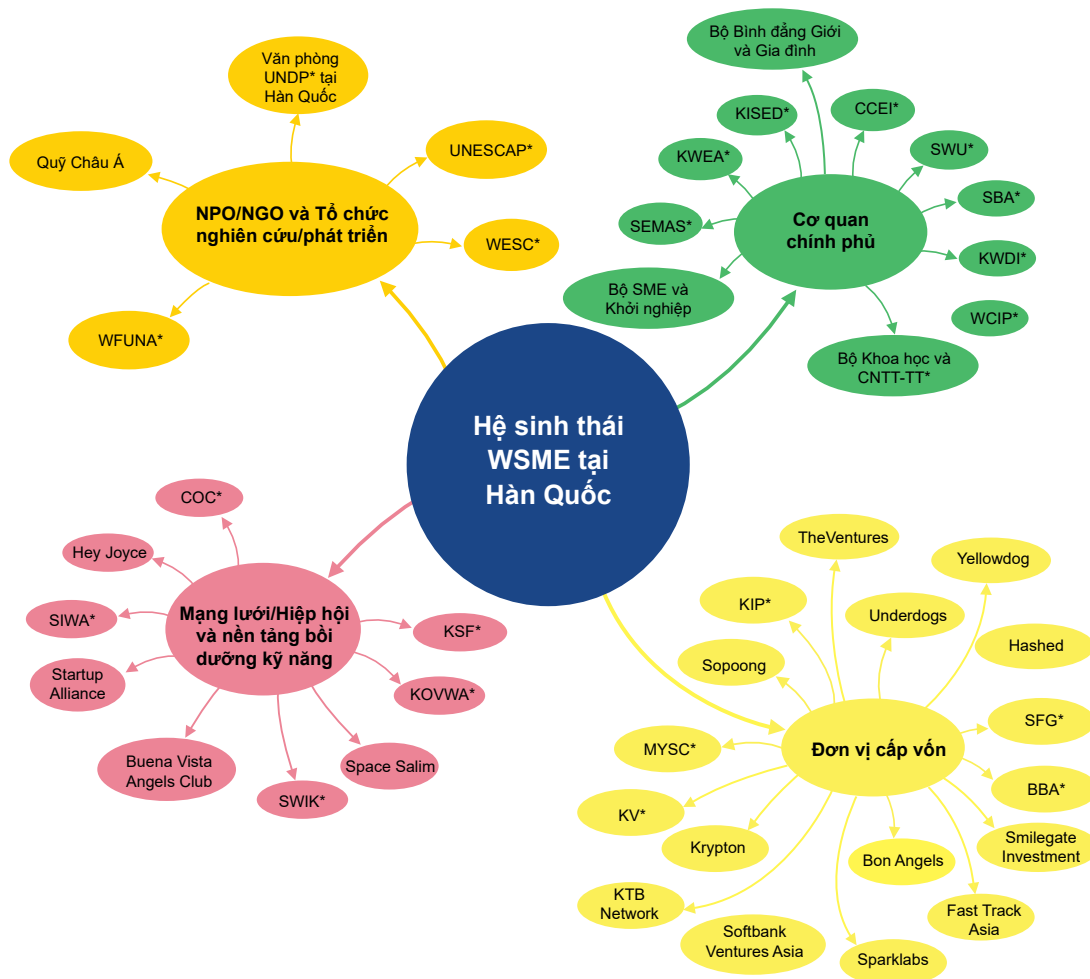 Bộ Bình đẳng Giới
và Gia đình
Văn phòng
UNDP* tại
Hàn Quốc
KISED*
CCEI*
UNESCAP*
SWU*
Quỹ Châu Á
KWEA*
NPO/NGO và Tổ chức
nghiên cứu/phát triển
SEMAS*
Cơ quan
chính phủ
SBA*
WESC*
KWDI*
Bộ SME và
Khởi nghiệp
WCIP*
WFUNA*
Bộ Khoa học và
CNTT-TT*
Hệ sinh thái
WSME tại
Hàn Quốc
COC*
Hey Joyce
SIWA*
Mạng lưới/Hiệp hội
và nền tảng bồi
dưỡng kỹ năng
KSF*
Startup
Alliance
KOVWA*
Buena Vista
Angels Club
Space Salim
SWIK*
TheVentures
Yellowdog
KIP*
Underdogs
Hashed
Sopoong
SFG*
MYSC*
Đơn vị cấp vốn
BBA*
KV*
Krypton
Bon Angels
Smilegate
Investment
KTB
Network
Softbank
Ventures Asia
Fast Track
Asia
Sparklabs